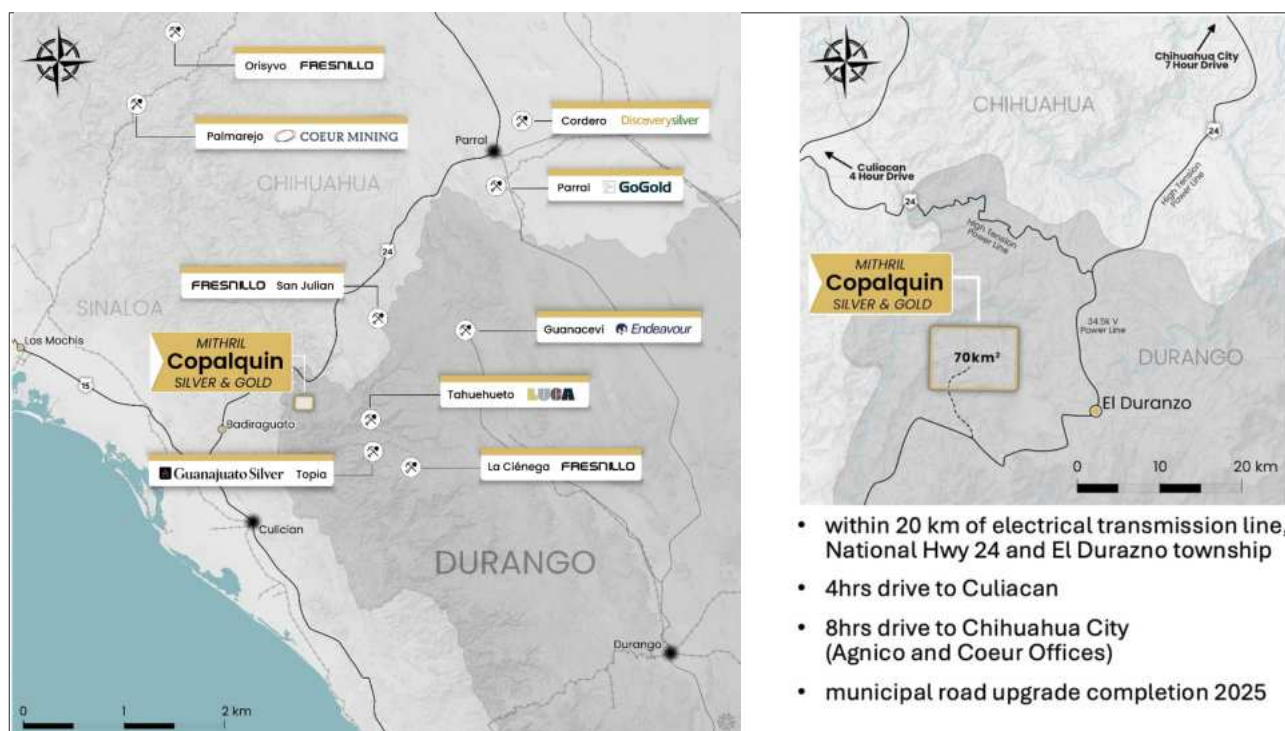 Orisyvo FRESNILLO
Palmarejo COEUR MINING
CHIHUAHUA
Parral
Cordero Discoverysilver
Parral GoGold
24
FRESNILLO San Julian
SINALOA
Los Mochis
15
MITHRIL
Copalquin
SILVER & GOLD
Guanacevi Endeavour
Tahuehueto LUCA
Badiraguato
Guanajuato Silver Topia
La Ciénega FRESNILLO
Culician
DURANGO
Durango
0 1 2 km
Chihuahua City
7 Hour Drive
CHIHUAHUA
24
Culiacan
4 Hour Drive
24
High Tension
Power Line
High Tension
Power Line
MITHRIL
Copalquin
SILVER & GOLD
34.5k V
Power Line
70km²
DURANGO
El Duranzo
0 10 20 km
• within 20 km of electrical transmission line,
National Hwy 24 and El Durazno township
• 4hrs drive to Culiacan
• 8hrs drive to Chihuahua City
(Agnico and Coeur Offices)
• municipal road upgrade completion 2025